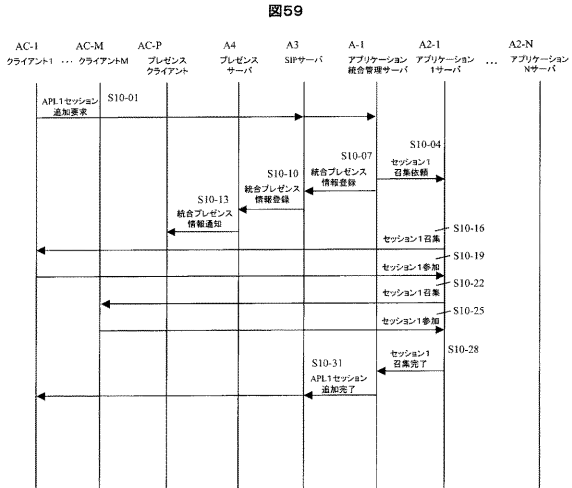 図59
AC-1
AC-M
AC-P
A4
A3
A-1
A2-1
A2-N
クライアント1
…
クライアントM
プレゼンス
クライアント
プレゼンス
サーバ
SIPサーバ
アプリケーション
統合管理サーバ
アプリケーション
1サーバ
…
アプリケーション
Nサーバ
APL1セッション
追加要求
S10-01
S10-04
セッション1
召集依頼
S10-07
統合プレゼンス
情報登録
S10-10
統合プレゼンス
情報登録
S10-13
統合プレゼンス
情報通知
S10-16
セッション1召集
S10-19
セッション1参加
S10-22
セッション1召集
S10-25
セッション1参加
S10-28
セッション1
召集完了
S10-31
APL1セッション
追加完了